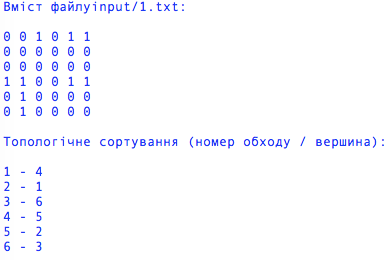 Вміст файлуinput/1.txt:
0 0 1 0 1 1
0 0 0 0 0 0
0 0 0 0 0 0
1 1 0 0 1 1
0 1 0 0 0 0
0 1 0 0 0 0
Топологічне сортування (номер обходу / вершина):
1 - 4
2 - 1
3 - 6
4 - 5
5 - 2
6 - 3